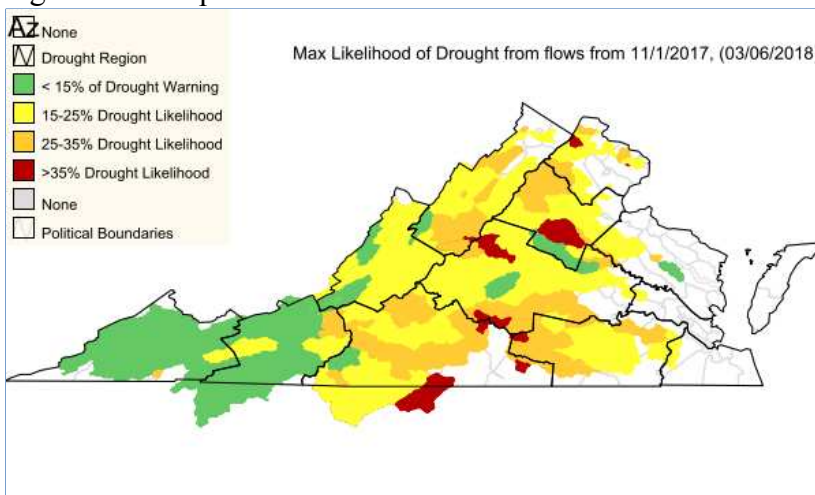 Az
None
Drought Region
Max Likelihood of Drought from flows from 11/1/2017, (03/06/2018
< 15% of Drought Warning
15-25% Drought Likelihood
25-35% Drought Likelihood
>35% Drought Likelihood
None
Political Boundaries